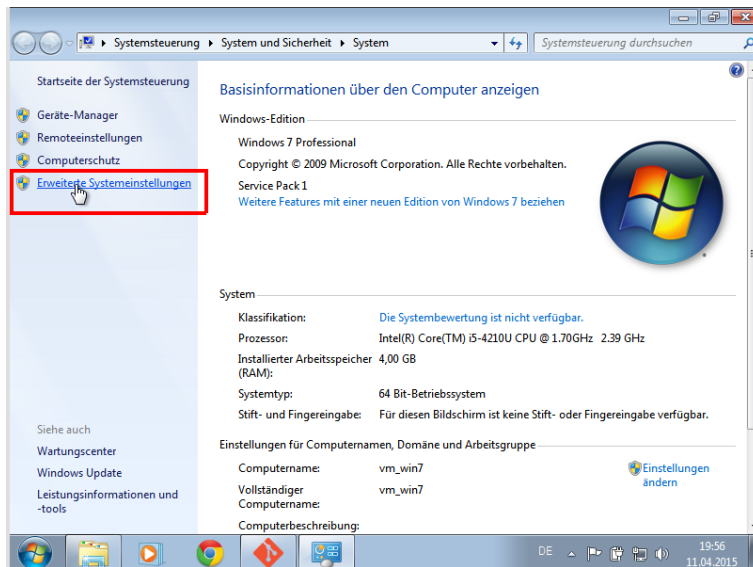 Systemsteuerung ▸ System und Sicherheit ▸ System
Systemsteuerung durchsuchen
Startseite der Systemsteuerung
Geräte-Manager
Remoteeinstellungen
Computerschutz
Erweiterte Systemeinstellungen
Siehe auch
Wartungscenter
Windows Update
Leistungsinformationen und
-tools
Basisinformationen über den Computer anzeigen
Windows-Edition
Windows 7 Professional
Copyright © 2009 Microsoft Corporation. Alle Rechte vorbehalten.
Service Pack 1
Weitere Features mit einer neuen Edition von Windows 7 beziehen
System
Klassifikation: Die Systembewertung ist nicht verfügbar.
Prozessor: Intel(R) Core(TM) i5-4210U CPU @ 1.70GHz 2.39 GHz
Installierter Arbeitsspeicher 4,00 GB
(RAM):
Systemtyp: 64 Bit-Betriebssystem
Stift- und Fingereingabe: Für diesen Bildschirm ist keine Stift- oder Fingereingabe verfügbar.
Einstellungen für Computernamen, Domäne und Arbeitsgruppe
Computername: vm_win7
Einstellungen
ändern
Vollständiger vm_win7
Computername:
Computerbeschreibung:
DE
19:56
11.04.2015